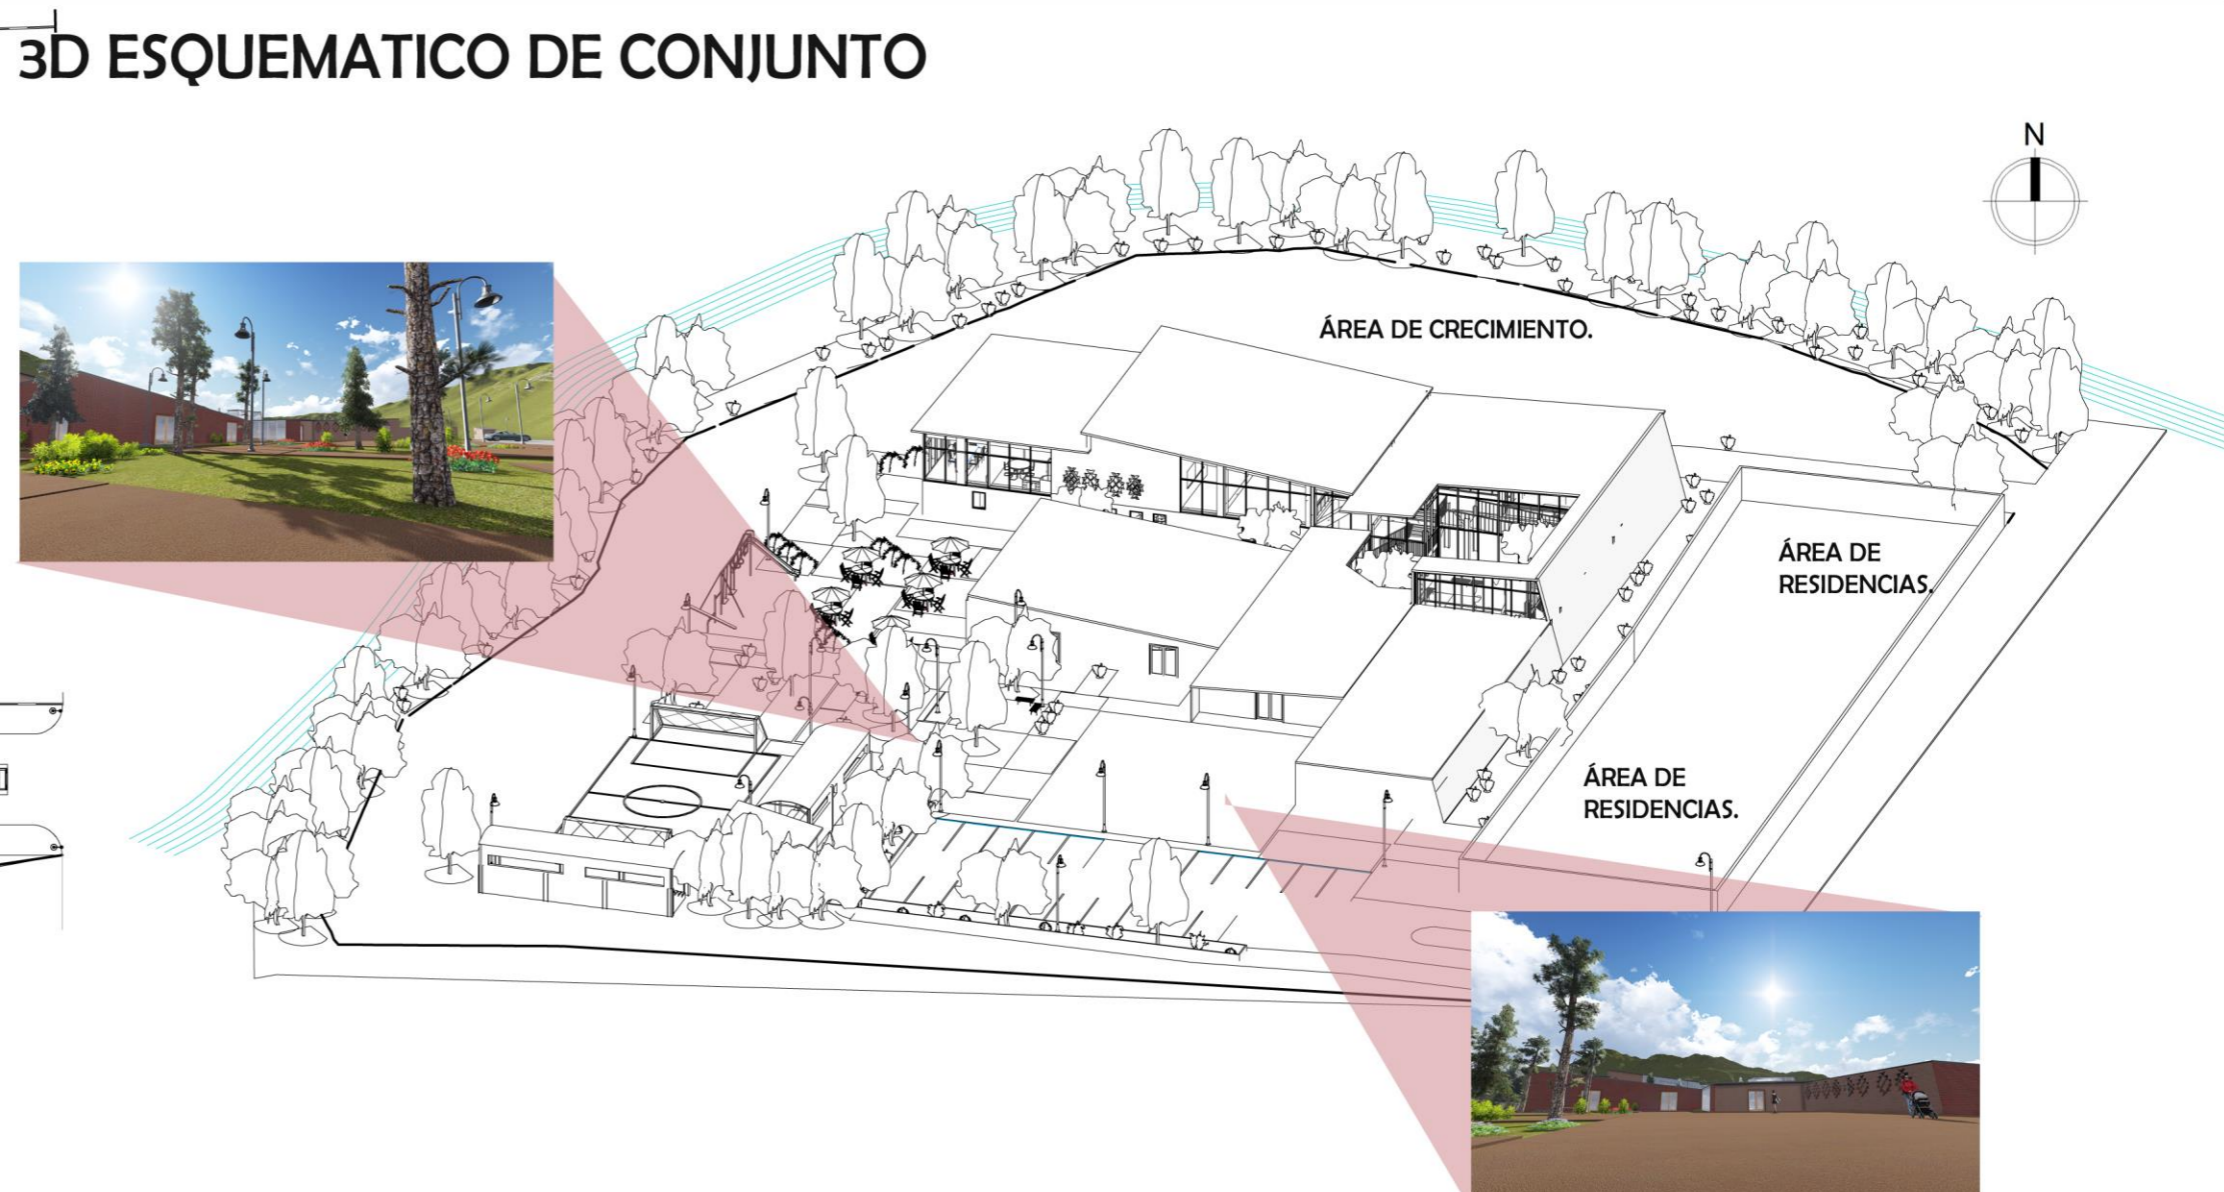 3D ESQUEMATICO DE CONJUNTO
N
ÁREA DE CRECIMIENTO.
ÁREA DE
RESIDENCIAS.
ÁREA DE
RESIDENCIAS.